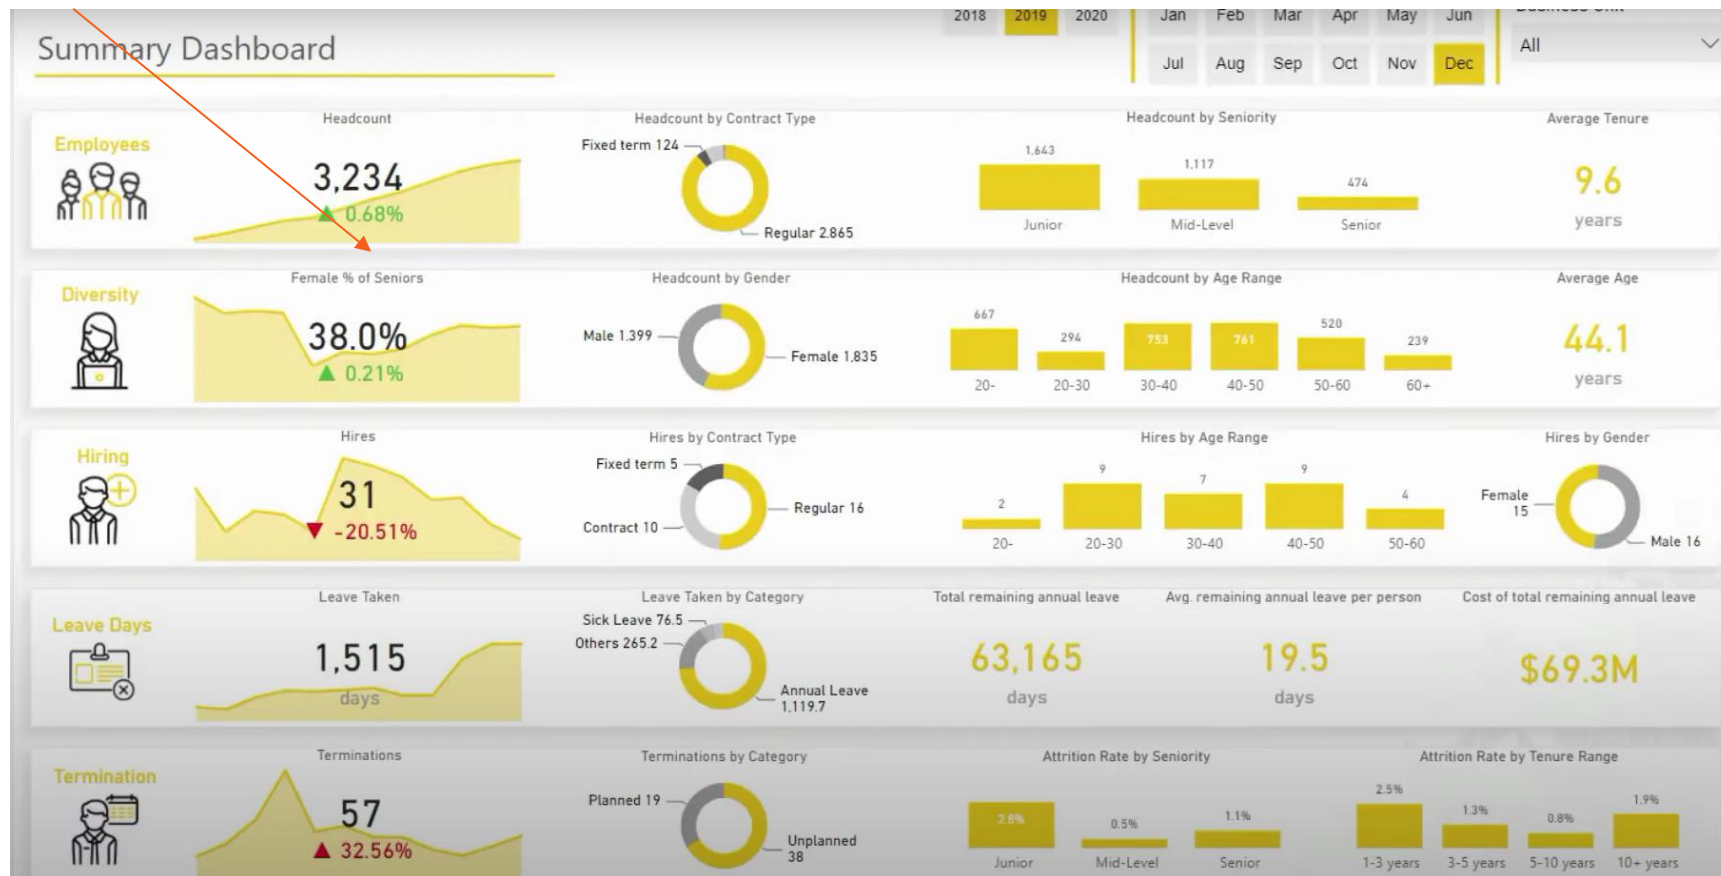 2018 2019 2020
Jan Feb Mar Apr May Jun
Jul Aug Sep Oct Nov Dec
All
Summary Dashboard
Employees
Headcount
3,234
0.68%
Headcount by Contract Type
Fixed term 124
Regular 2,865
Headcount by Seniority
1,643
1,117
474
Junior Mid-Level Senior
Average Tenure
9.6
years
Diversity
Female % of Seniors
38.0%
0.21%
Headcount by Gender
Male 1,399
Female 1,835
Headcount by Age Range
667 294 753 761 520 239
20- 20-30 30-40 40-50 50-60 60+
Average Age
44.1
years
Hiring
Hires
31
-20.51%
Hires by Contract Type
Fixed term 5
Regular 16
Contract 10
Hires by Age Range
2 9 7 9 4
20- 20-30 30-40 40-50 50-60
Hires by Gender
Female
15
Male 16
Leave Days
Leave Taken
1,515
days
Leave Taken by Category
Sick Leave 76.5
Others 265.2
Annual Leave
1,119.7
Total remaining annual leave
63,165
days
Avg. remaining annual leave per person
19.5
days
Cost of total remaining annual leave
$69.3M
Termination
Terminations
57
32.56%
Terminations by Category
Planned 19
Unplanned
38
Attrition Rate by Seniority
2.8% 0.5% 1.1%
Junior Mid-Level Senior
Attrition Rate by Tenure Range
2.5% 1.3% 0.8% 1.9%
1-3 years 3-5 years 5-10 years 10+ years